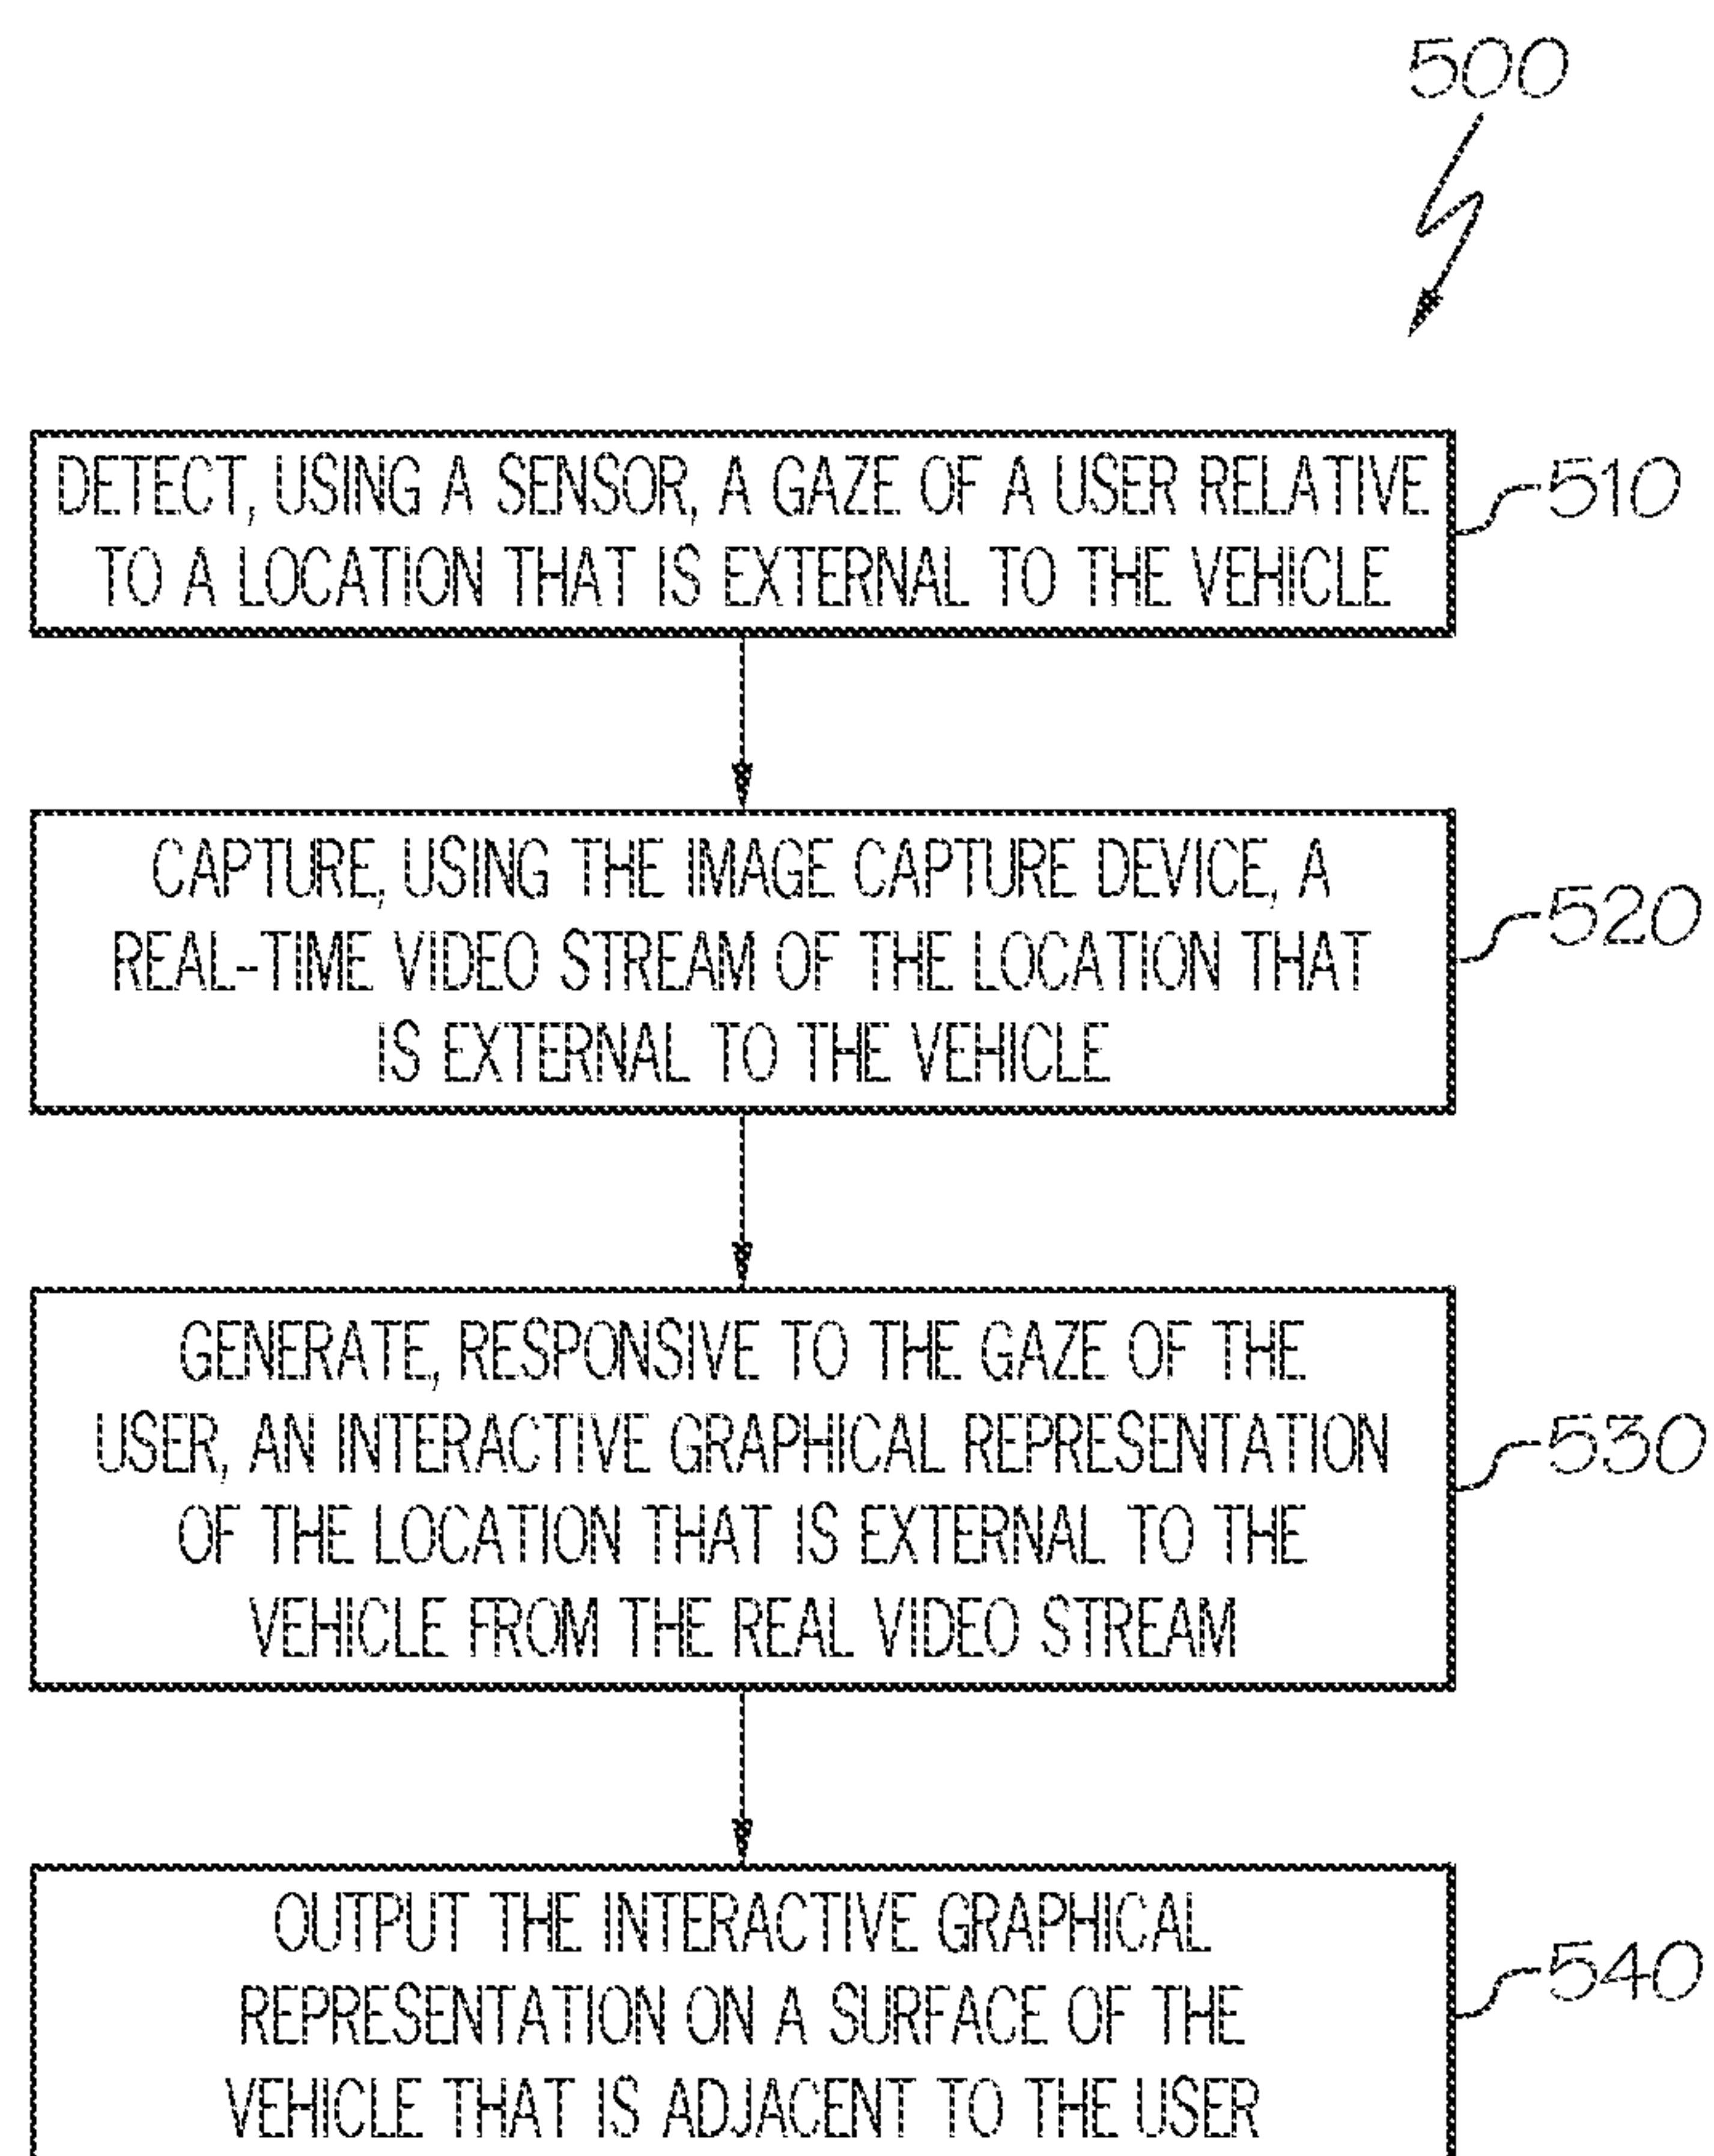 500
DETECT, USING A SENSOR, A GAZE OF A USER RELATIVE
TO A LOCATION THAT IS EXTERNAL TO THE VEHICLE
510
CAPTURE, USING THE IMAGE CAPTURE DEVICE, A
REAL-TIME VIDEO STREAM OF THE LOCATION THAT
IS EXTERNAL TO THE VEHICLE
520
GENERATE, RESPONSIVE TO THE GAZE OF THE
USER, AN INTERACTIVE GRAPHICAL REPRESENTATION
OF THE LOCATION THAT IS EXTERNAL TO THE
VEHICLE FROM THE REAL VIDEO STREAM
530
OUTPUT THE INTERACTIVE GRAPHICAL
REPRESENTATION ON A SURFACE OF THE
VEHICLE THAT IS ADJACENT TO THE USER
540